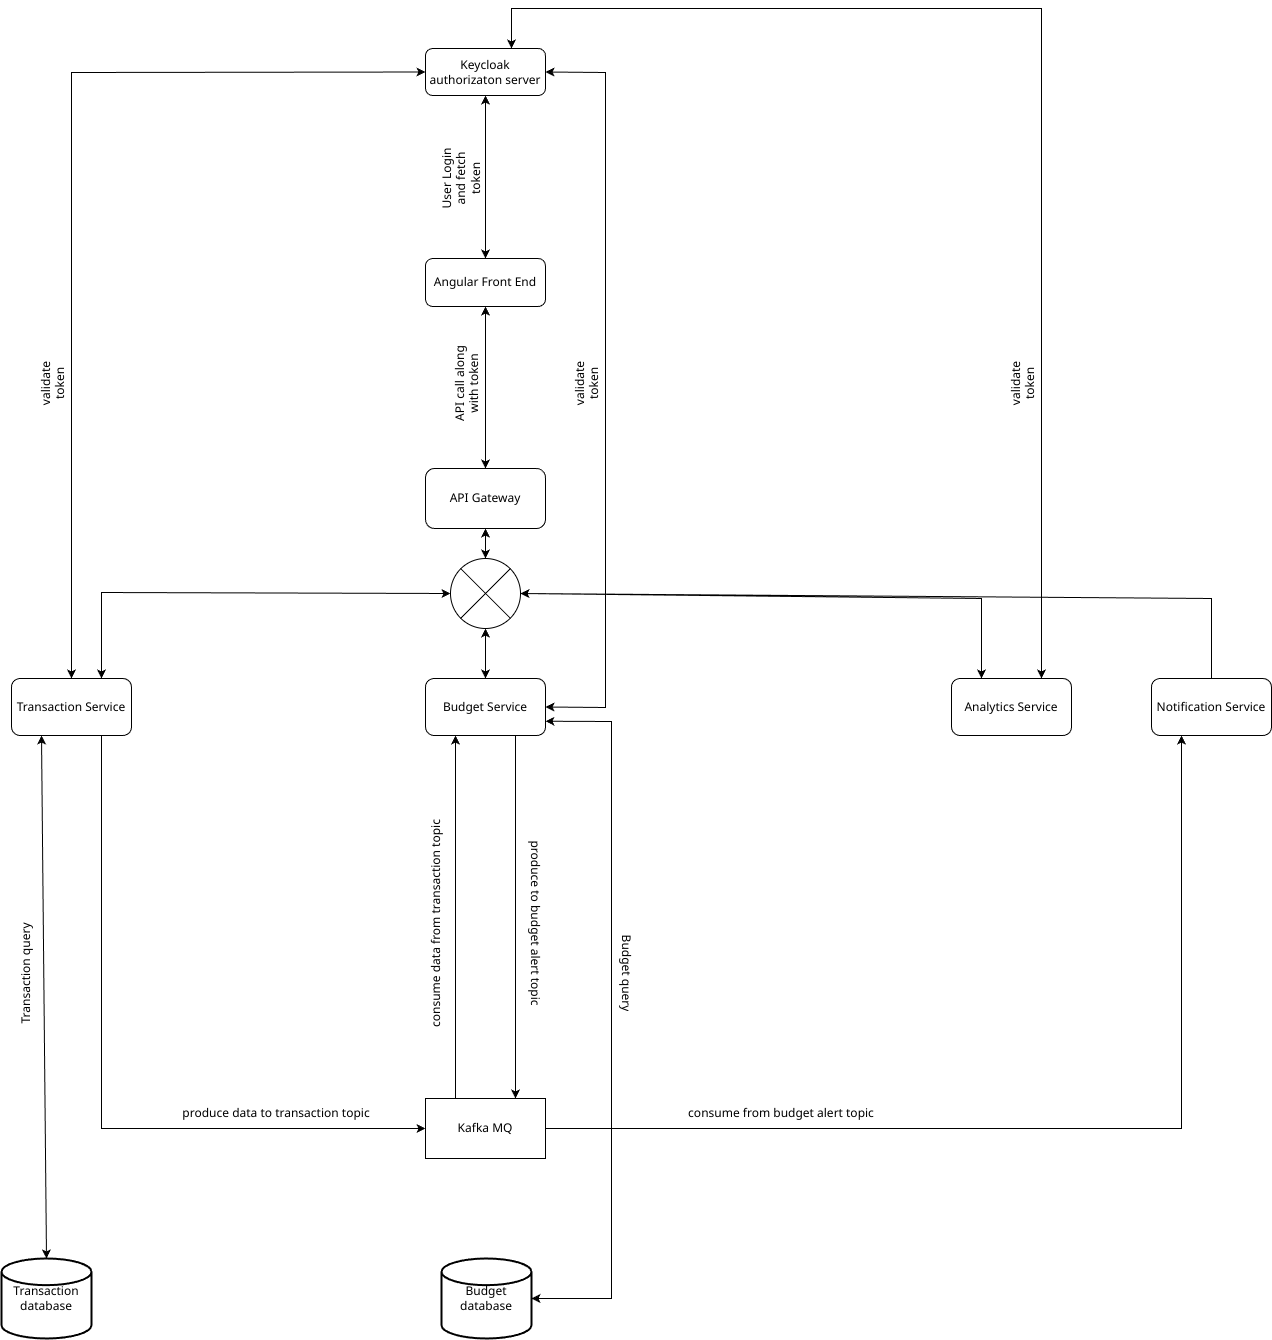 Keycloak
authorizaton server
User Login
and fetch
token
Angular Front End
validate
token
API call along
with token
validate
token
validate
token
API Gateway
Transaction Service
Budget Service
Analytics Service
Notification Service
Transaction query
consume data from transaction topic
produce to budget alert topic
Budget query
produce data to transaction topic
Kafka MQ
consume from budget alert topic
Transaction
database
Budget
database